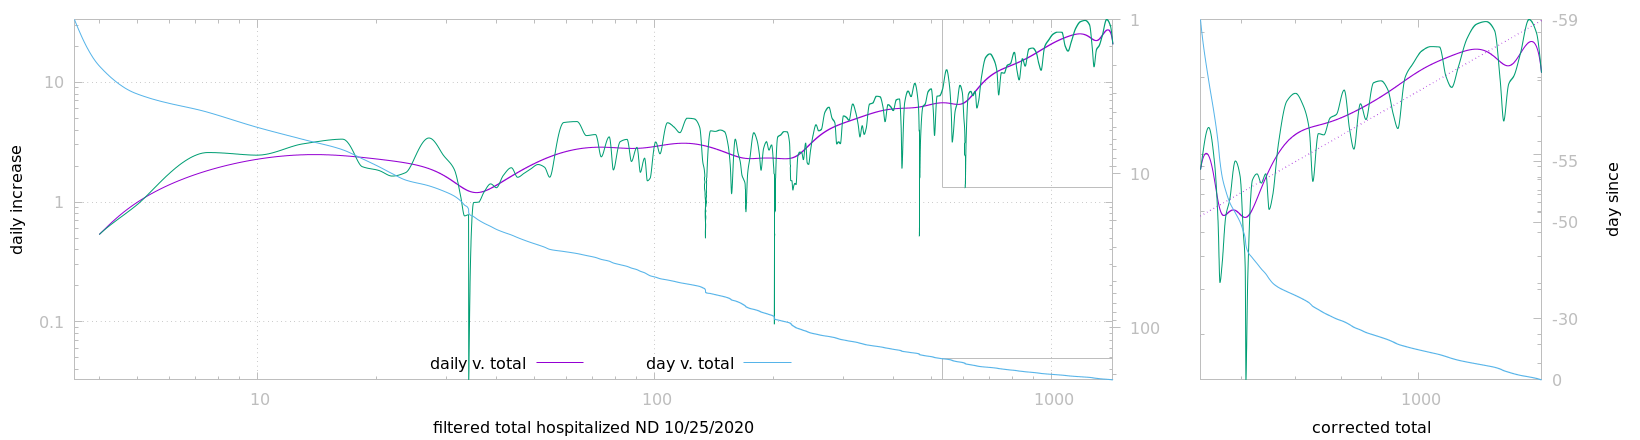 daily increase
10
1
0.1
daily v. total
day v. total
1
10
100
10
100
1000
filtered total hospitalized ND 10/25/2020
-59
-55
-50
-30
0
day since
1000
corrected total